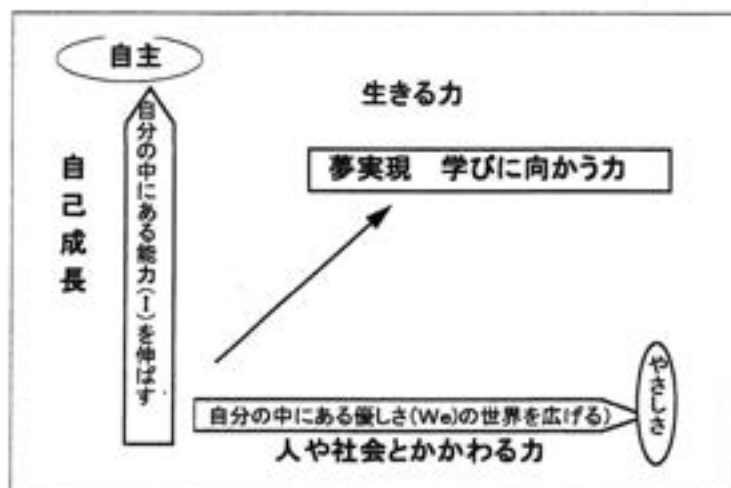 自主
生きる力
夢実現　学びに向かう力
自己成長
自分の中にある能力(I)を伸ばす
やさしさ
自分の中にある優しさ(We)の世界を広げる)
人や社会とかかわる力